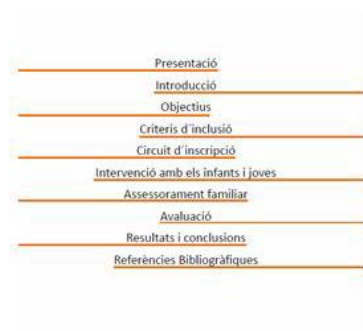 Presentació
Introducció
Objectius
Criteris d´inclusió
Circuit d´inscripció
Intervenció amb els infants i joves
Assessorament familiar
Avaluació
Resultats i conclusions
Referències Bibliogràfiques